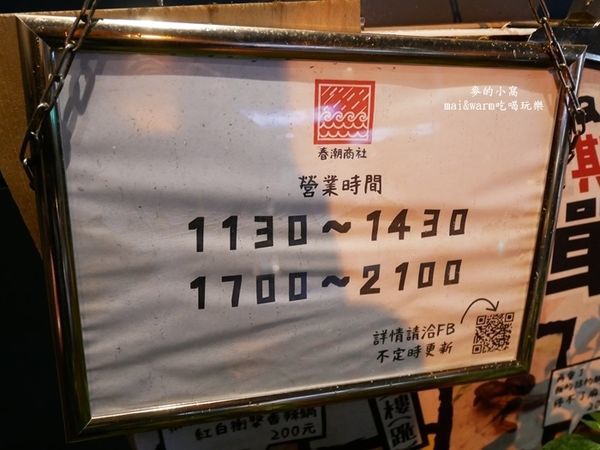 麥的小窩
mai&warm吃喝玩樂
春潮商社
營業時間
1130~1430
1700~2100
詳情請洽FB
不定時更新
紅白衝擊香辣鍋
200元